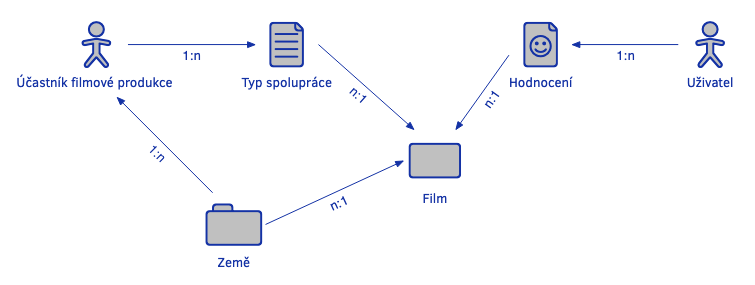 1:n
1:n
Účastník filmové produkce
Typ spolupráce
Hodnocení
Uživatel
n:1
n:1
1:n
n:1
Film
Země